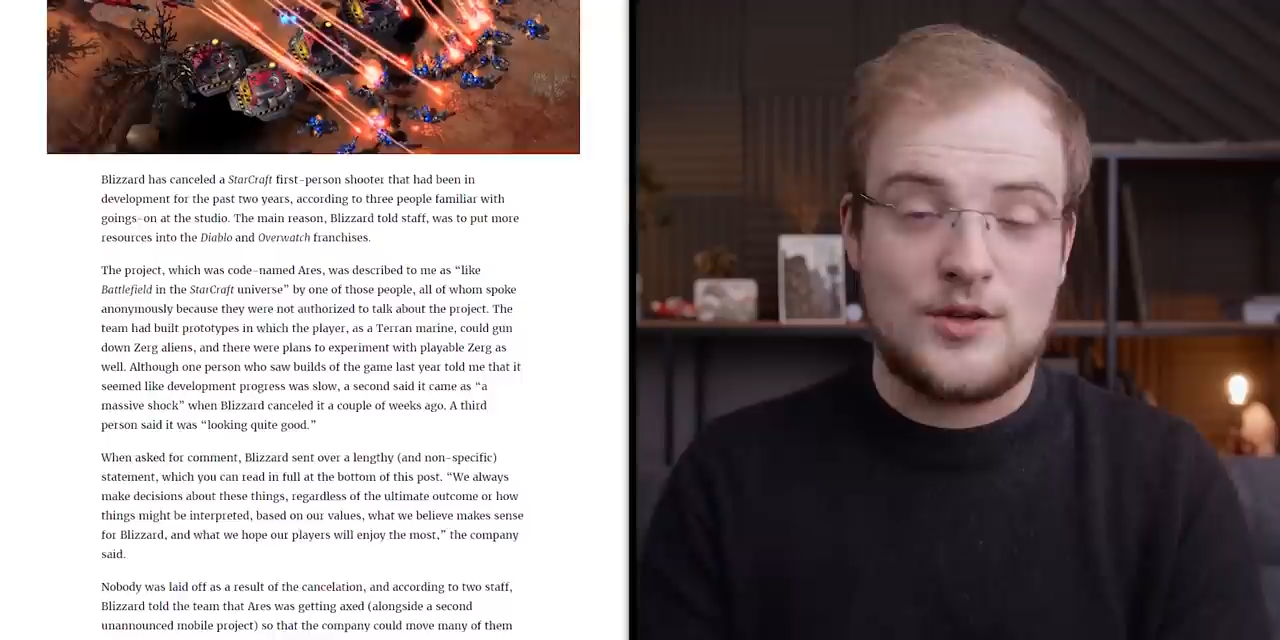 Blizzard has canceled a StarCraft first-person shooter that had been in
development for the past two years, according to three people familiar with
goings-on at the studio. The main reason, Blizzard told staff, was to put more
resources into the Diablo and Overwatch franchises.
The project, which was code-named Ares, was described to me as “like
Battlefield in the StarCraft universe” by one of those people, all of whom spoke
anonymously because they were not authorized to talk about the project. The
team had built prototypes in which the player, as a Terran marine, could gun
down Zerg aliens, and there were plans to experiment with playable Zerg as
well. Although one person who saw builds of the game last year told me that it
seemed like development progress was slow, a second said it came as “a
massive shock” when Blizzard canceled it a couple of weeks ago. A third
person said it was “looking quite good.”
When asked for comment, Blizzard sent over a lengthy (and non-specific)
statement, which you can read in full at the bottom of this post. “We always
make decisions about these things, regardless of the ultimate outcome or how
things might be interpreted, based on our values, what we believe makes sense
for Blizzard, and what we hope our players will enjoy the most,” the company
said.
Nobody was laid off as a result of the cancelation, and according to two staff,
Blizzard told the team that Ares was getting axed (alongside a second
unannounced mobile project) so that the company could move many of them